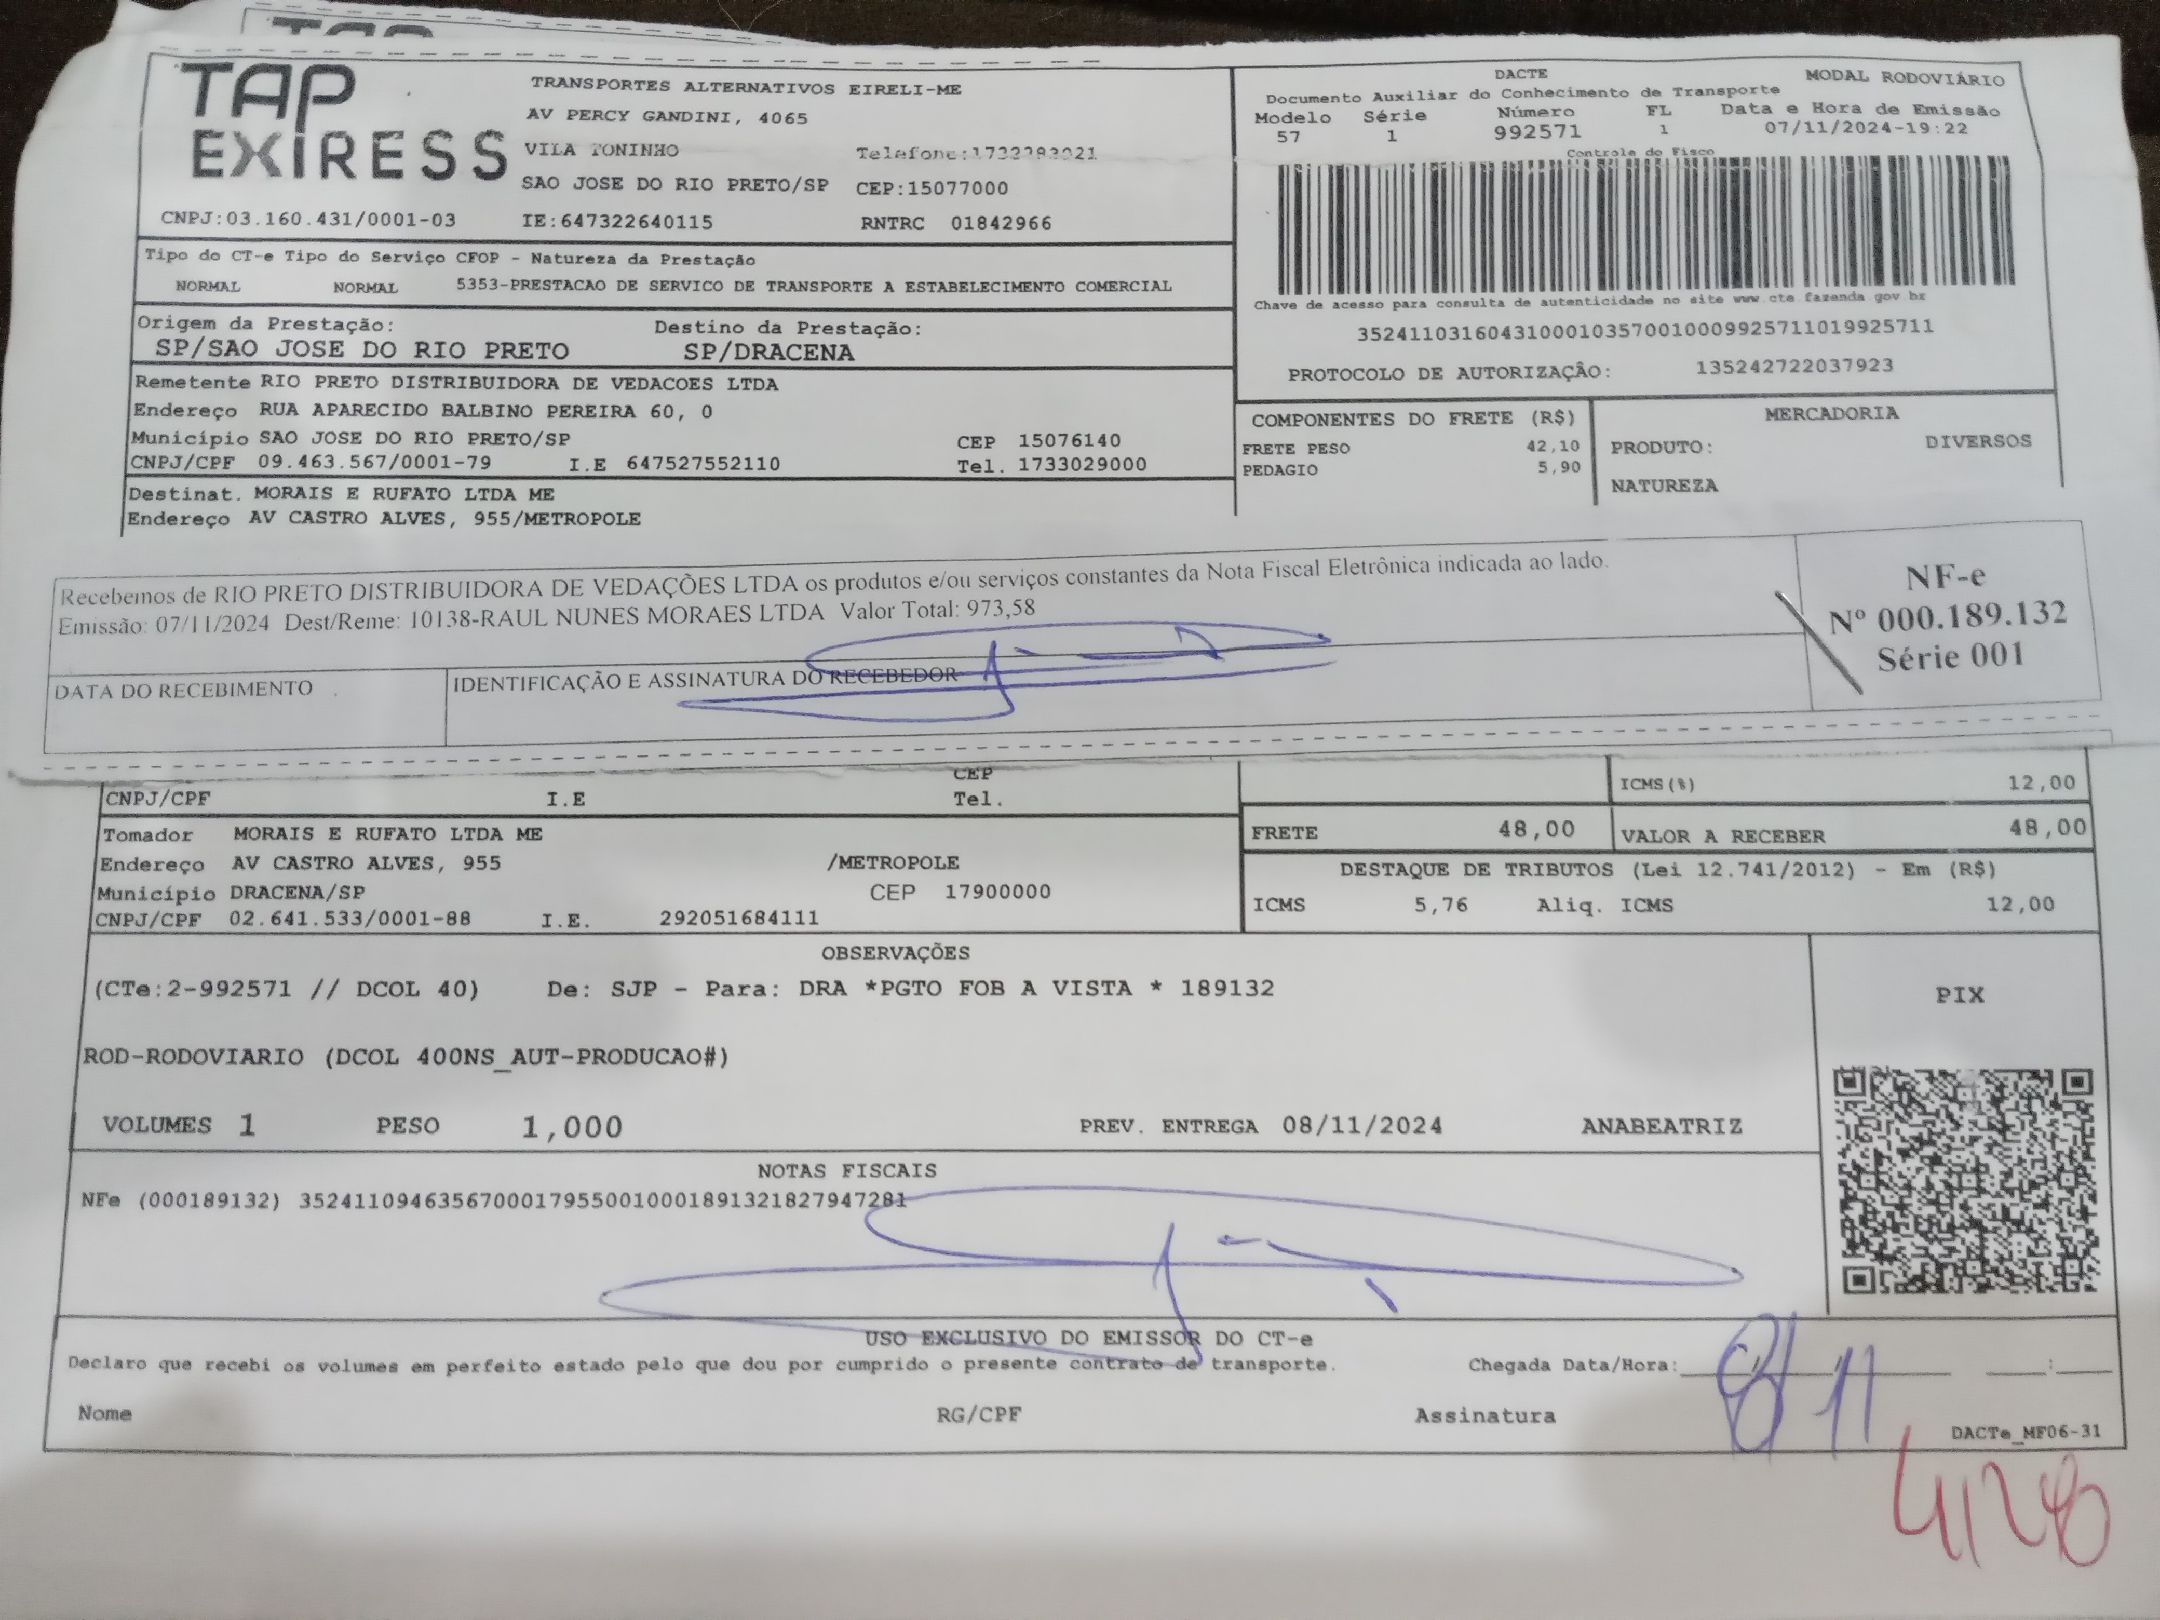 TAP
EXPRESS
TRANSPORTES ALTERNATIVOS EIRELI-ME
AV PERCY GANDINI, 4065
VILA TONINHO
SAO JOSE DO RIO PRETO/SP CEP:15077000
CNPJ:03.160.431/0001-03 IE:647322640115 RNTRC 01842966
DACTE MODAL RODOVIÁRIO
Documento Auxiliar do Conhecimento de Transporte
Modelo Série Número FL Data e Hora de Emissão
57 1 992571 1 07/11/2024-19:22
Controle do Fisco
Chave de acesso para consulta de autenticidade no site www.cte.fazenda.gov.br
35241103160431000103570010009925711019925711
PROTOCOLO DE AUTORIZAÇÃO: 135242722037923
Tipo do CT-e Tipo do Serviço CFOP - Natureza da Prestação
NORMAL NORMAL 5353-PRESTACAO DE SERVICO DE TRANSPORTE A ESTABELECIMENTO COMERCIAL
Origem da Prestação: Destino da Prestação:
SP/SAO JOSE DO RIO PRETO SP/DRACENA
Remetente RIO PRETO DISTRIBUIDORA DE VEDACOES LTDA
Endereço RUA APARECIDO BALBINO PEREIRA 60, 0
Município SAO JOSE DO RIO PRETO/SP CEP 15076140
CNPJ/CPF 09.463.567/0001-79 I.E 647527552110 Tel. 1733029000
COMPONENTES DO FRETE (R$)
FRETE PESO 42,10
PEDAGIO 5,90
MERCADORIA
PRODUTO: DIVERSOS
NATUREZA
Destinat. MORAIS E RUFATO LTDA ME
Endereço AV CASTRO ALVES, 955/METROPOLE
Recebemos de RIO PRETO DISTRIBUIDORA DE VEDAÇÕES LTDA os produtos e/ou serviços constantes da Nota Fiscal Eletrônica indicada ao lado.
Emissão: 07/11/2024 Dest/Reme: 10138-RAUL NUNES MORAES LTDA Valor Total: 973,58
DATA DO RECEBIMENTO IDENTIFICAÇÃO E ASSINATURA DO RECEBEDOR
NF-e
Nº 000.189.132
Série 001
CEP
CNPJ/CPF I.E Tel.
ICMS(%) 12,00
FRETE 48,00 VALOR A RECEBER 48,00
Tomador MORAIS E RUFATO LTDA ME
Endereço AV CASTRO ALVES, 955 /METROPOLE
Município DRACENA/SP CEP 17900000
CNPJ/CPF 02.641.533/0001-88 I.E. 292051684111
DESTAQUE DE TRIBUTOS (Lei 12.741/2012) - Em (R$)
ICMS 5,76 Aliq. ICMS 12,00
OBSERVAÇÕES
(CTe:2-992571 // DCOL 40) De: SJP - Para: DRA *PGTO FOB A VISTA * 189132
ROD-RODOVIARIO (DCOL 400NS_AUT-PRODUCAO#)
PIX
VOLUMES 1 PESO 1,000 PREV. ENTREGA 08/11/2024 ANABEATRIZ
NOTAS FISCAIS
NFe (000189132) 35241109463567000179550010001891321827947281
USO EXCLUSIVO DO EMISSOR DO CT-e
Declaro que recebi os volumes em perfeito estado pelo que dou por cumprido o presente contrato de transporte. Chegada Data/Hora: 8/11
Nome RG/CPF Assinatura
DACTe_MF06-31